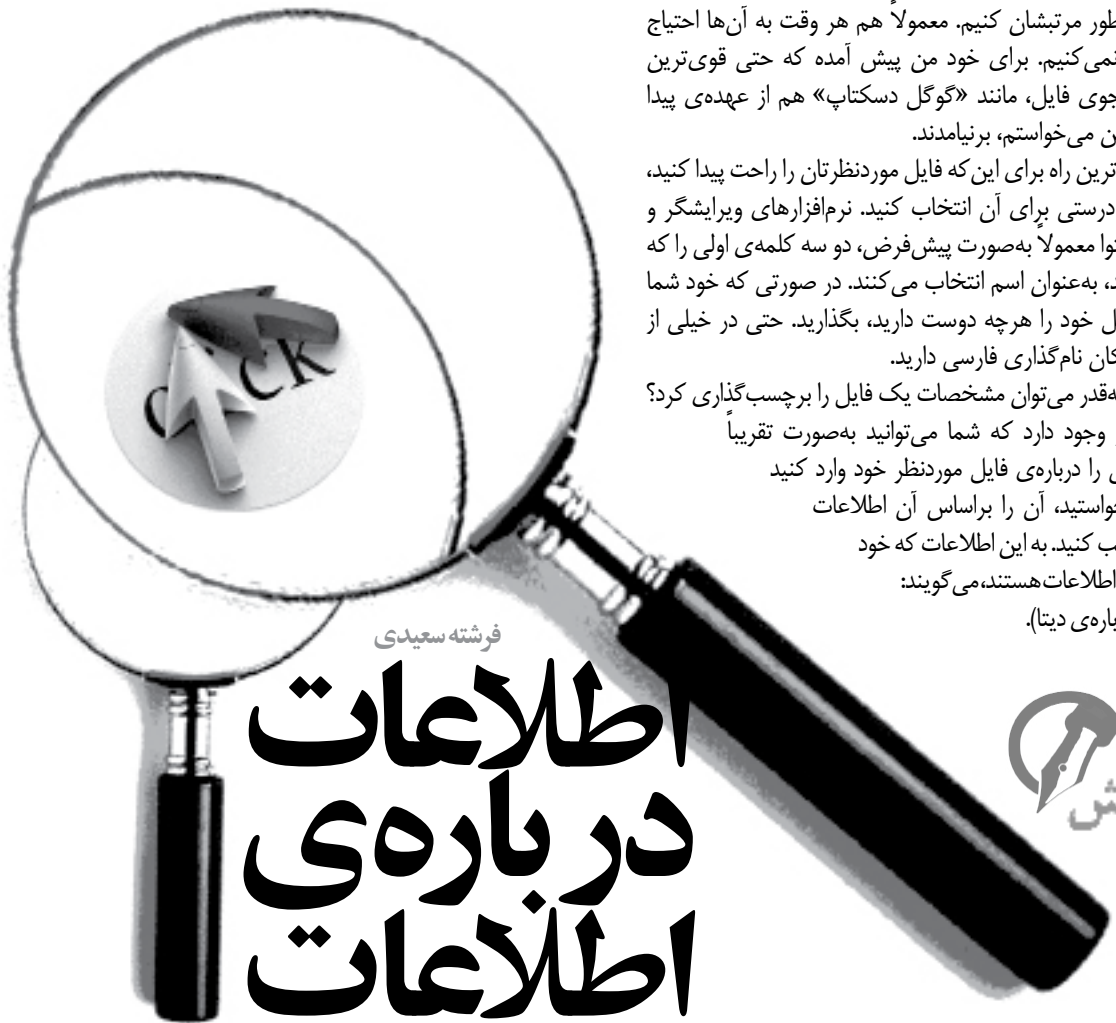 طور مرتبشان کنیم. معمولاً هم هر وقت به آن‌ها احتیاج
نمی‌کنیم. برای خود من پیش آمده که حتی قوی‌ترین
جوی فایل، مانند «گوگل دسکتاپ» هم از عهده‌ی پیدا
ن می‌خواستم، برنیامدند.
ترین راه برای این‌که فایل موردنظرتان را راحت پیدا کنید،
درستی برای آن انتخاب کنید. نرم‌افزارهای ویرایشگر و
توا معمولاً به‌صورت پیش‌فرض، دو سه کلمه‌ی اولی را که
د، به‌عنوان اسم انتخاب می‌کنند. در صورتی که خود شما
ل خود را هرچه دوست دارید، بگذارید. حتی در خیلی از
کان نام‌گذاری فارسی دارید.
ه‌قدر می‌توان مشخصات یک فایل را برچسب‌گذاری کرد؟
وجود دارد که شما می‌توانید به‌صورت تقریباً
ی را درباره‌ی فایل موردنظر خود وارد کنید
خواستید، آن را براساس آن اطلاعات
ب کنید. به این اطلاعات که خود
اطلاعات هستند، می‌گویند:
باره‌ی دیتا).
فرشته سعیدی
اطلاعات
درباره‌ی
اطلاعات
ش